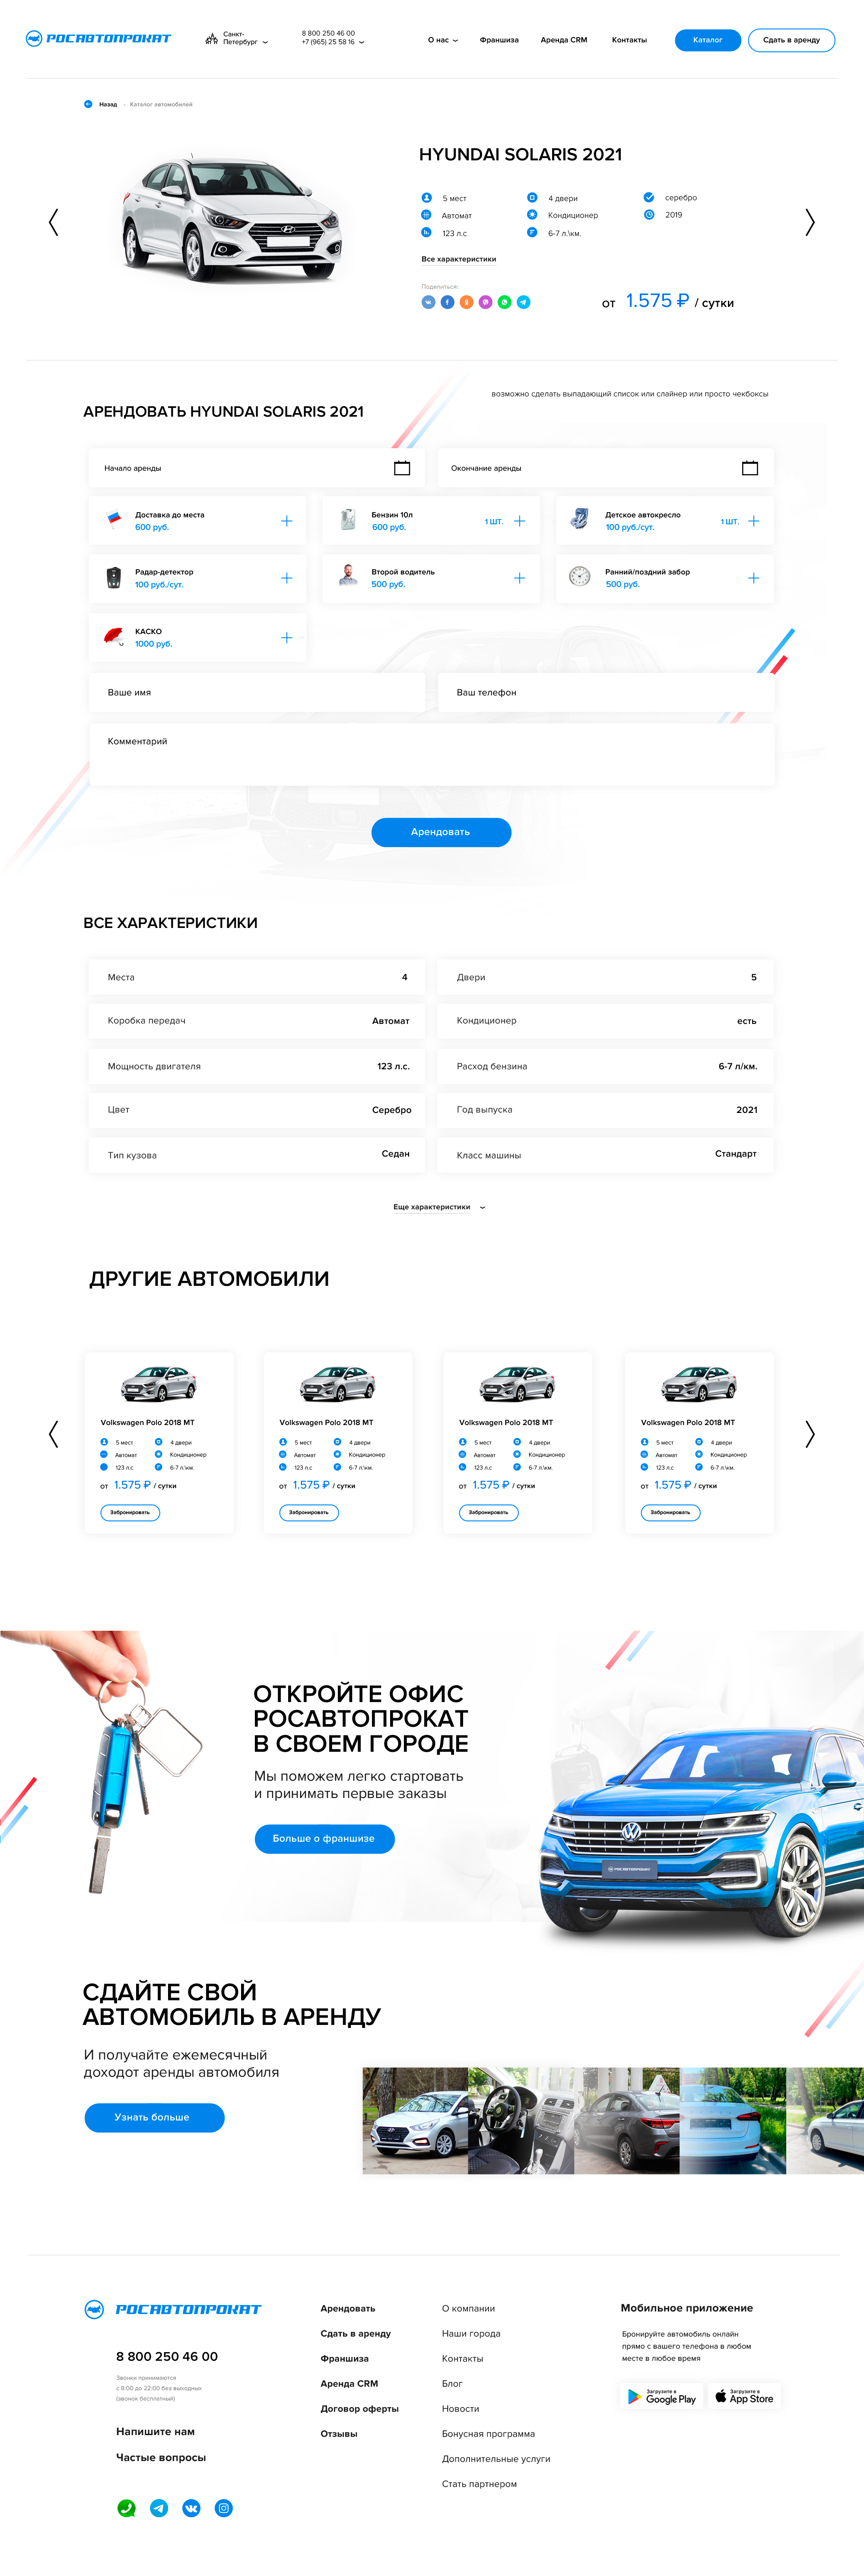 РОСАВТОПРОКАТ
Санкт-
Петербург
8 800 250 46 00
+7 (965) 25 58 16
О нас
Франшиза
Аренда CRM
Контакты
Каталог
Сдать в аренду
Назад
- Каталог автомобилей
HYUNDAI SOLARIS 2021
5 мест
4 двери
серебро
Автомат
Кондиционер
2019
123 л.с
6-7 л.\км.
Все характеристики
Поделиться:
от 1.575 ₽ / сутки
возможно сделать выпадающий список или слайнер или просто чекбоксы
АРЕНДОВАТЬ HYUNDAI SOLARIS 2021
Начало аренды
Окончание аренды
Доставка до места
600 руб.
Бензин 10л
600 руб.
1 ШТ.
Детское автокресло
100 руб./сут.
1 ШТ.
Радар-детектор
100 руб./сут.
Второй водитель
500 руб.
Ранний/поздний забор
500 руб.
КАСКО
1000 руб.
Ваше имя
Ваш телефон
Комментарий
Арендовать
ВСЕ ХАРАКТЕРИСТИКИ
Места 4
Двери 5
Коробка передач Автомат
Кондиционер есть
Мощность двигателя 123 л.с.
Расход бензина 6-7 л/км.
Цвет Серебро
Год выпуска 2021
Тип кузова Седан
Класс машины Стандарт
Еще характеристики
ДРУГИЕ АВТОМОБИЛИ
Volkswagen Polo 2018 MT
5 мест
4 двери
Автомат
Кондиционер
123 л.с
6-7 л.\км.
от 1.575 ₽ / сутки
Забронировать
Volkswagen Polo 2018 MT
5 мест
4 двери
Автомат
Кондиционер
123 л.с
6-7 л.\км.
от 1.575 ₽ / сутки
Забронировать
Volkswagen Polo 2018 MT
5 мест
4 двери
Автомат
Кондиционер
123 л.с
6-7 л.\км.
от 1.575 ₽ / сутки
Забронировать
Volkswagen Polo 2018 MT
5 мест
4 двери
Автомат
Кондиционер
123 л.с
6-7 л.\км.
от 1.575 ₽ / сутки
Забронировать
ОТКРОЙТЕ ОФИС
РОСАВТОПРОКАТ
В СВОЕМ ГОРОДЕ
Мы поможем легко стартовать
и принимать первые заказы
Больше о франшизе
РОСАВТОПРОКАТ
СДАЙТЕ СВОЙ
АВТОМОБИЛЬ В АРЕНДУ
И получайте ежемесячный
доходот аренды автомобиля
Узнать больше
РОСАВТОПРОКАТ
8 800 250 46 00
Звонки принимаются
с 8:00 до 22:00 без выходных
(звонок бесплатный)
Напишите нам
Частые вопросы
Арендовать
Сдать в аренду
Франшиза
Аренда CRM
Договор оферты
Отзывы
О компании
Наши города
Контакты
Блог
Новости
Бонусная программа
Дополнительные услуги
Стать партнером
Мобильное приложение
Бронируйте автомобиль онлайн
прямо с вашего телефона в любом
месте в любое время
Загрузите в
Google Play
Загрузите в
App Store